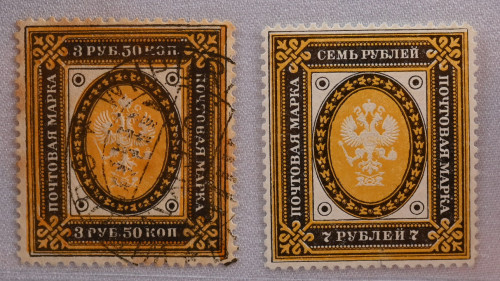 3 РУБ. 50 КОП.
ПОЧТОВАЯ МАРКА
ПОЧТОВАЯ МАРКА
3 РУБ. 50 КОП
СЕМЬ РУБЛЕЙ
ПОЧТОВАЯ МАРКА
ПОЧТОВАЯ МАРКА
7 РУБЛЕЙ 7